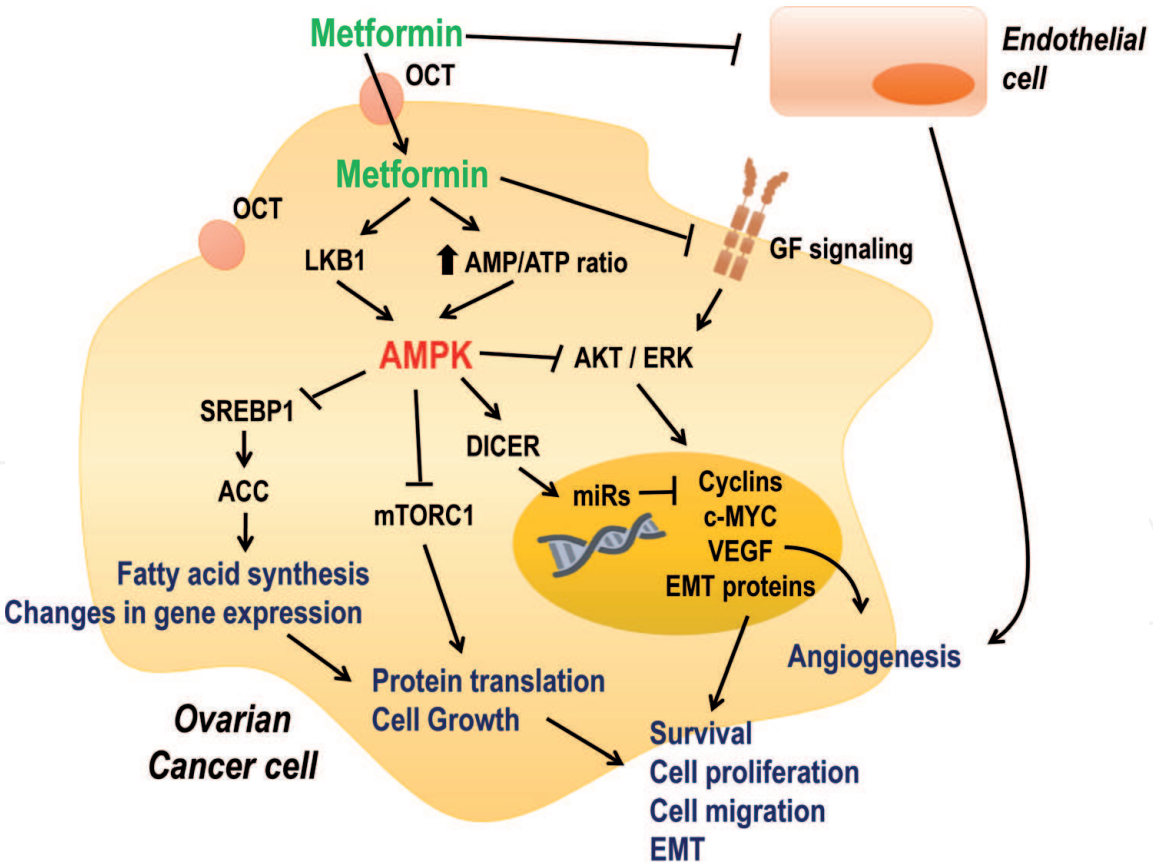 Metformin
Endothelial
cell
OCT
Metformin
OCT
LKB1
AMP/ATP ratio
GF signaling
AMPK
AKT / ERK
SREBP1
DICER
ACC
miRs
Cyclins
c-MYC
VEGF
EMT proteins
mTORC1
Fatty acid synthesis
Changes in gene expression
Angiogenesis
Protein translation
Cell Growth
Ovarian
Cancer cell
Survival
Cell proliferation
Cell migration
EMT